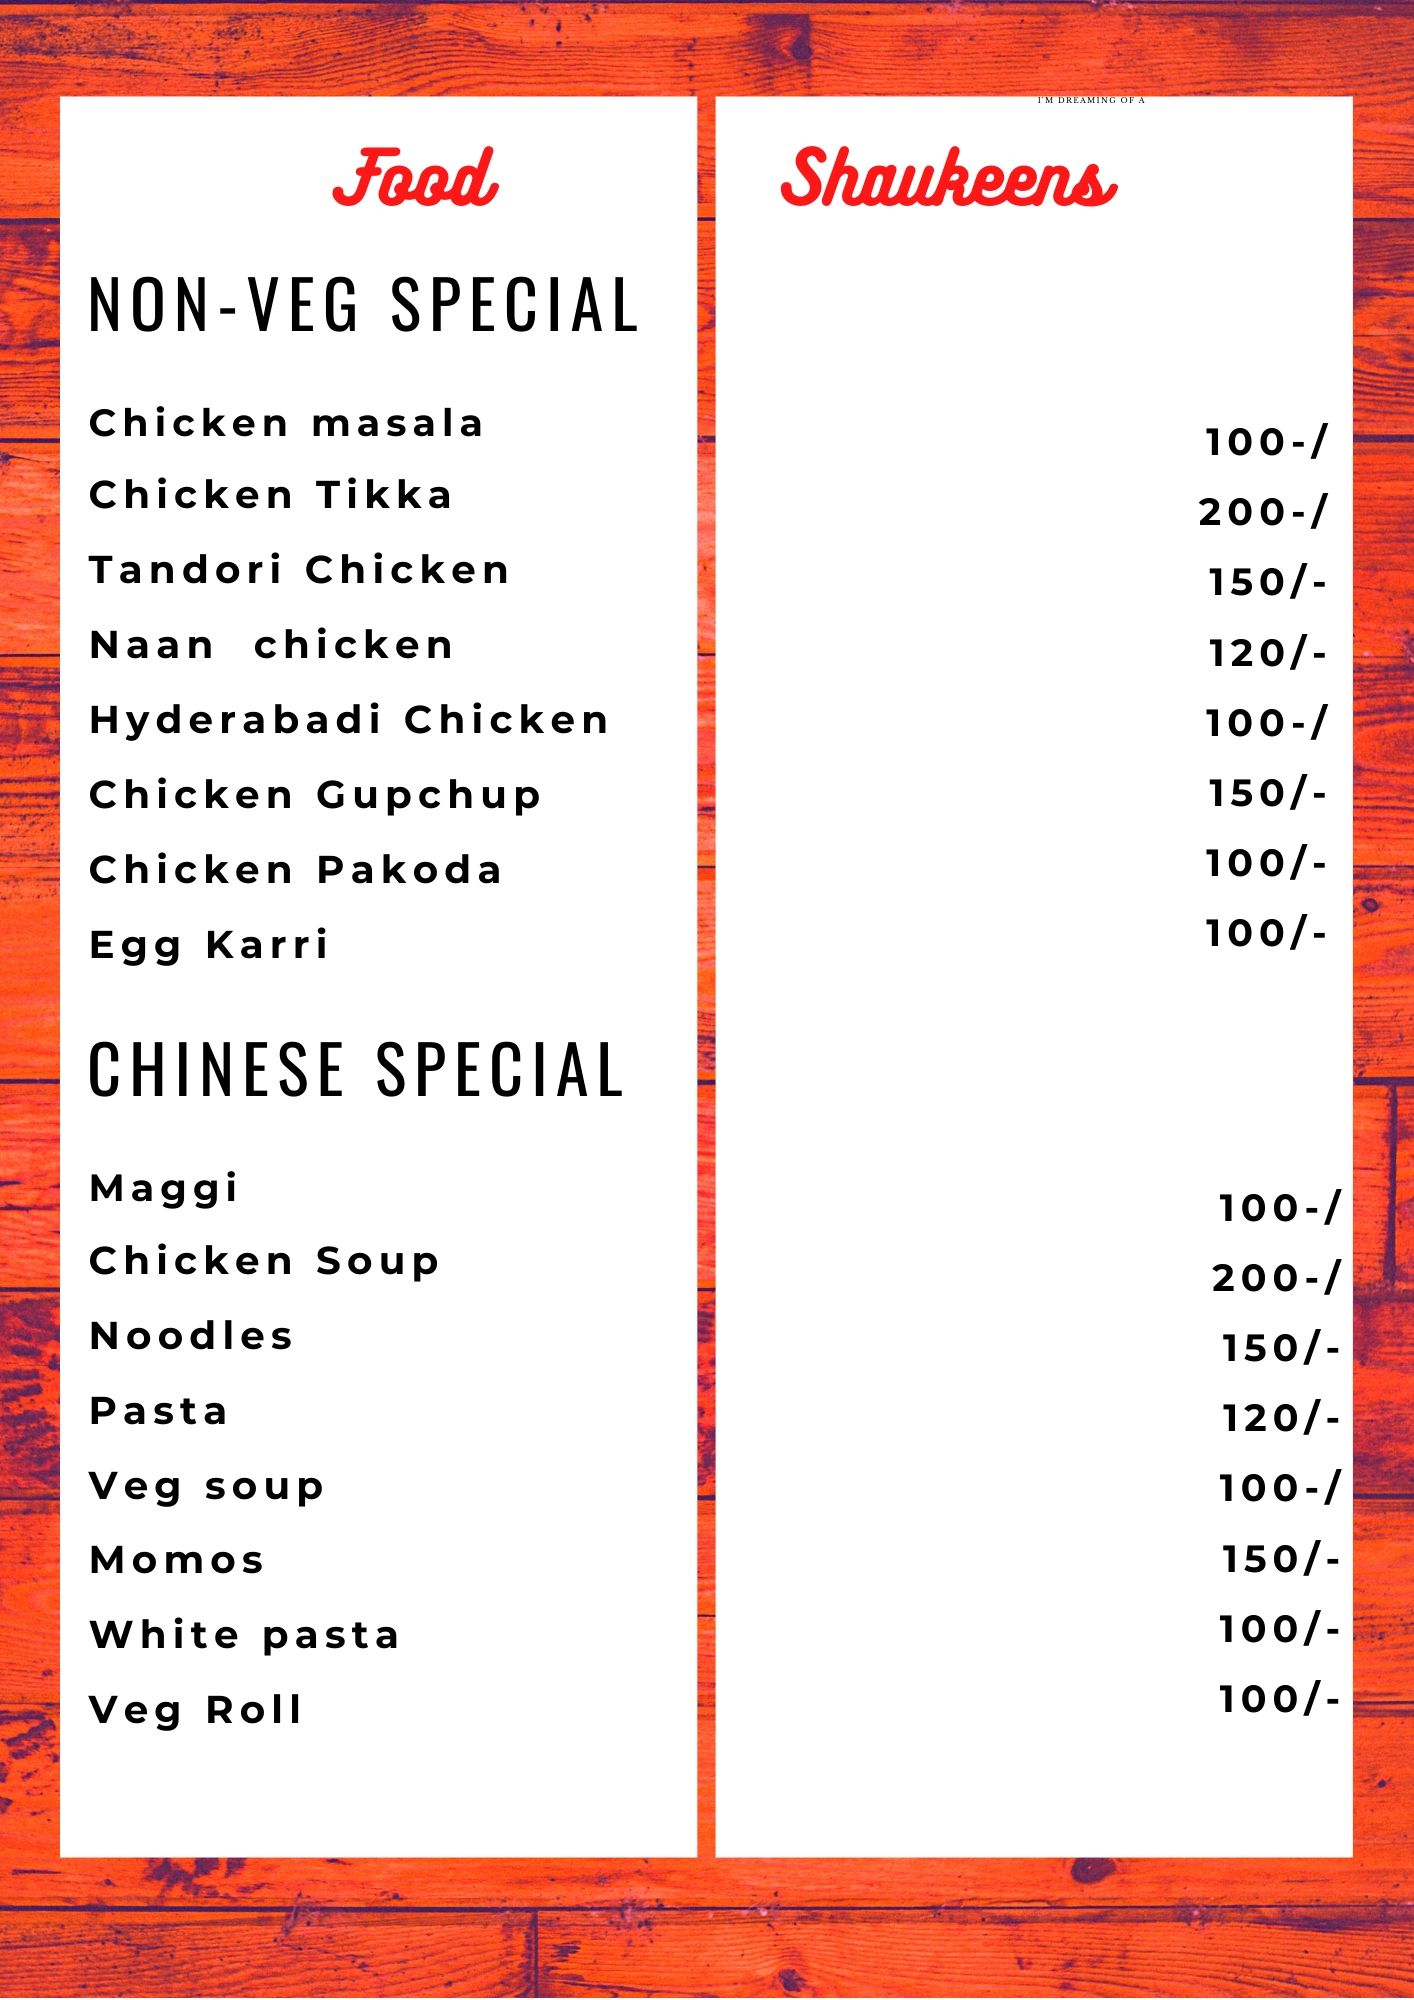 I'M DREAMING OF A
Food Shaukeens
NON-VEG SPECIAL
Chicken masala 100-/
Chicken Tikka 200-/
Tandori Chicken 150/-
Naan chicken 120/-
Hyderabadi Chicken 100-/
Chicken Gupchup 150/-
Chicken Pakoda 100/-
Egg Karri 100/-
CHINESE SPECIAL
Maggi 100-/
Chicken Soup 200-/
Noodles 150/-
Pasta 120/-
Veg soup 100-/
Momos 150/-
White pasta 100/-
Veg Roll 100/-